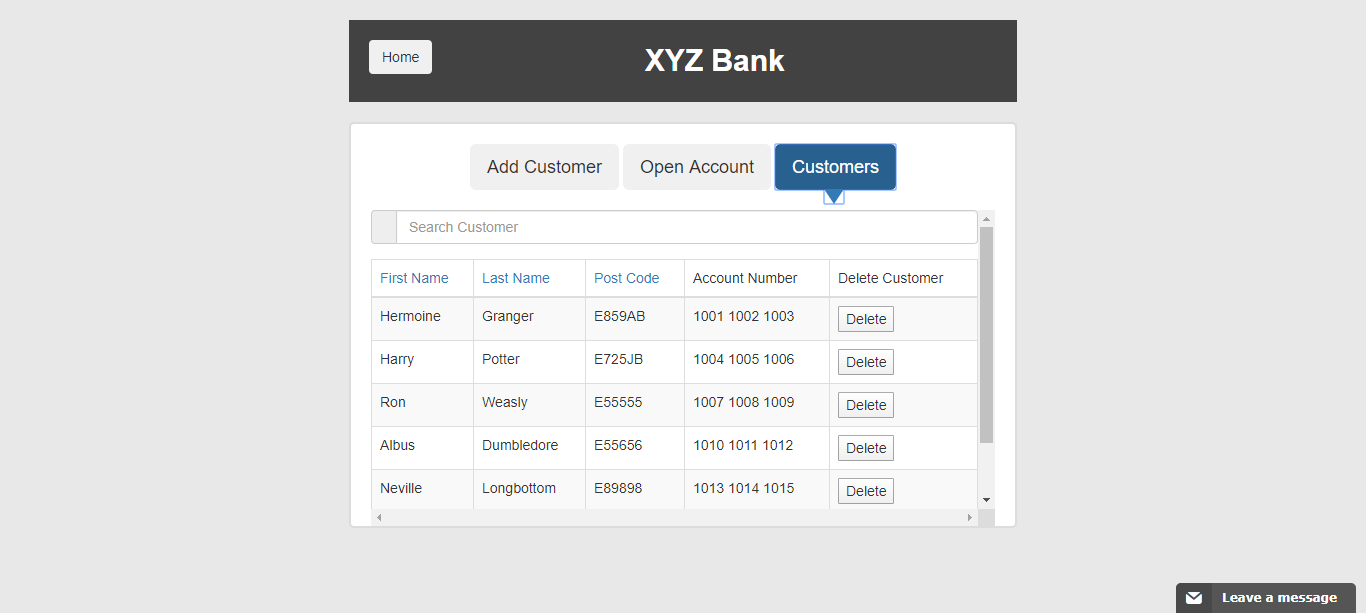 Home
XYZ Bank
Add Customer Open Account Customers
Search Customer
First Name Last Name Post Code Account Number Delete Customer
Hermoine Granger E859AB 1001 1002 1003 Delete
Harry Potter E725JB 1004 1005 1006 Delete
Ron Weasly E55555 1007 1008 1009 Delete
Albus Dumbledore E55656 1010 1011 1012 Delete
Neville Longbottom E89898 1013 1014 1015 Delete
Leave a message